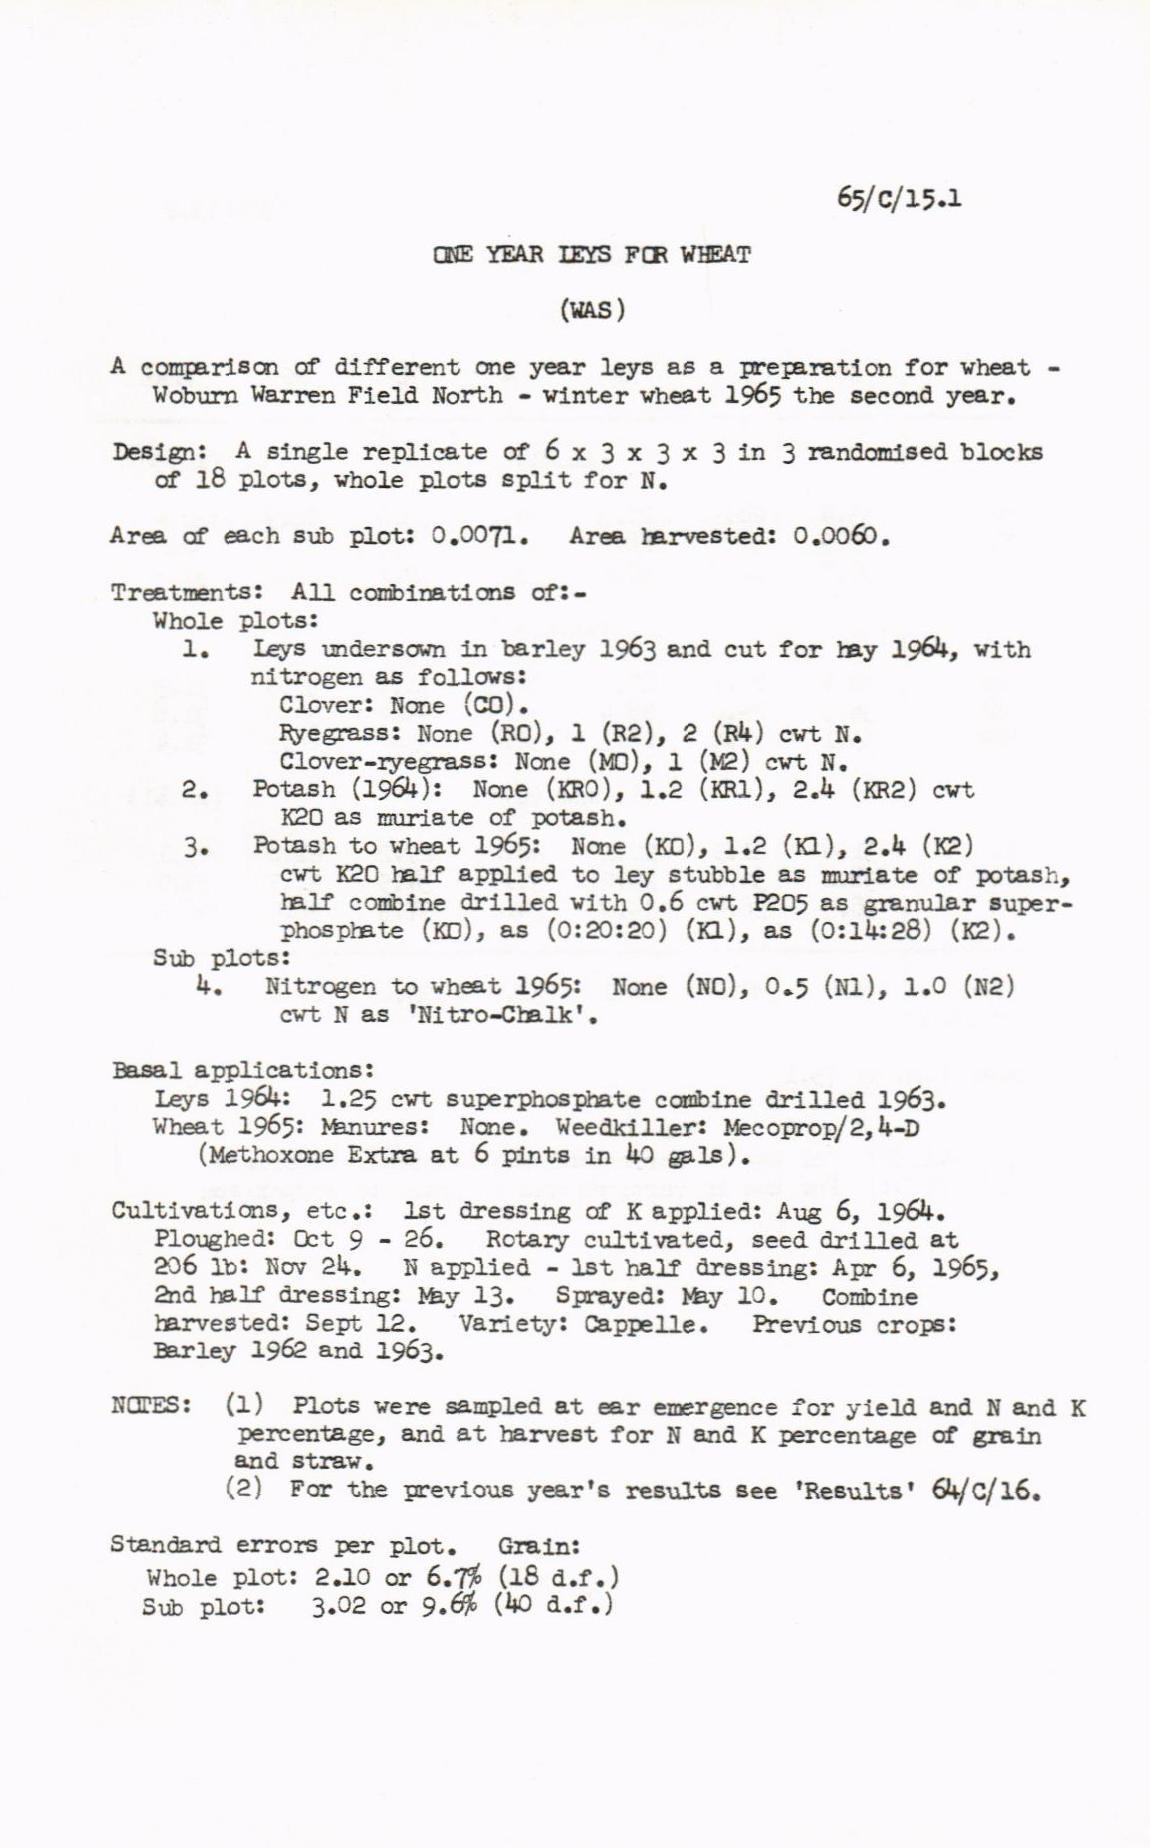 65/C/15.1
ONE YEAR LEYS FOR WHEAT
(WAS)
A comparison of different one year leys as a preparation for wheat -
Woburn Warren Field North - winter wheat 1965 the second year.
Design: A single replicate of 6 x 3 x 3 x 3 in 3 randomised blocks
of 18 plots, whole plots split for N.
Area of each sub plot: 0.0071. Area harvested: 0.0060.
Treatments: All combinations of:-
Whole plots:
1. Leys undersown in barley 1963 and cut for hay 1964, with
nitrogen as follows:
Clover: None (CO).
Ryegrass: None (RO), 1 (R2), 2 (R4) cwt N.
Clover-ryegrass: None (MO), 1 (M2) cwt N.
2. Potash (1964): None (KRO), 1.2 (KR1), 2.4 (KR2) cwt
K2O as muriate of potash.
3. Potash to wheat 1965: None (KO), 1.2 (K1), 2.4 (K2)
cwt K2O half applied to ley stubble as muriate of potash,
half combine drilled with 0.6 cwt P2O5 as granular super-
phosphate (KO), as (0:20:20) (K1), as (0:14:28) (K2).
Sub plots:
4. Nitrogen to wheat 1965: None (NO), 0.5 (N1), 1.0 (N2)
cwt N as 'Nitro-Chalk'.
Basal applications:
Leys 1964: 1.25 cwt superphosphate combine drilled 1963.
Wheat 1965: Manures: None. Weedkiller: Mecoprop/2,4-D
(Methoxone Extra at 6 pints in 40 gals).
Cultivations, etc.: 1st dressing of K applied: Aug 6, 1964.
Ploughed: Oct 9 - 26. Rotary cultivated, seed drilled at
206 lb: Nov 24. N applied - 1st half dressing: Apr 6, 1965,
2nd half dressing: May 13. Sprayed: May 10. Combine
harvested: Sept 12. Variety: Cappelle. Previous crops:
Barley 1962 and 1963.
NOTES: (1) Plots were sampled at ear emergence for yield and N and K
percentage, and at harvest for N and K percentage of grain
and straw.
(2) For the previous year's results see 'Results' 64/C/16.
Standard errors per plot. Grain:
Whole plot: 2.10 or 6.7% (18 d.f.)
Sub plot: 3.02 or 9.6% (40 d.f.)